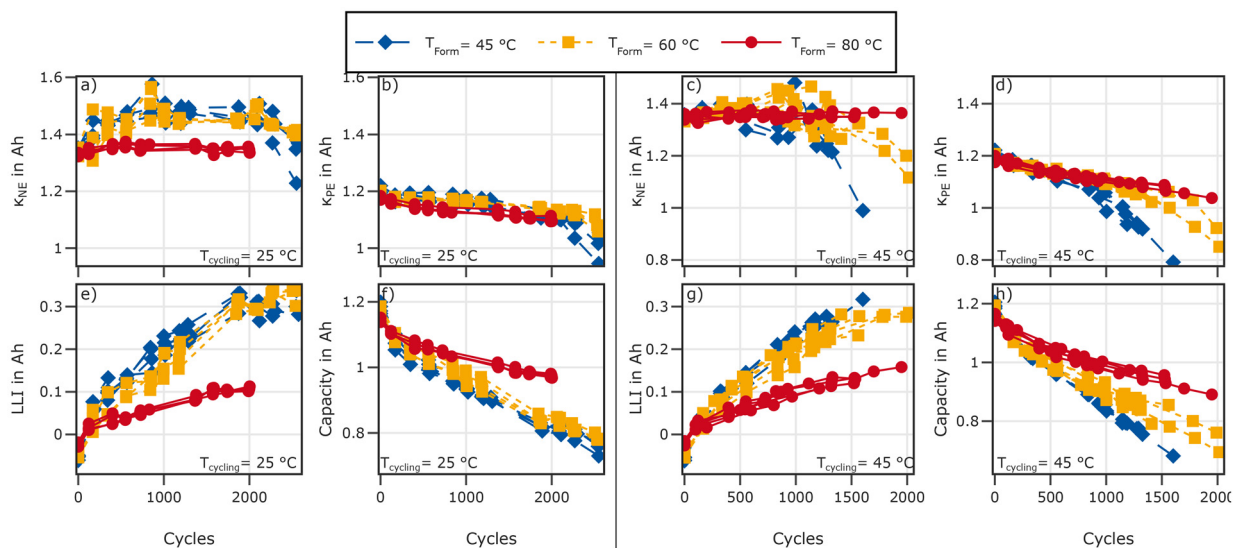 T_Form= 45 °C T_Form= 60 °C T_Form= 80 °C
a) b) c) d)
1.6 1.6 1.4
1.4 1.4 1.4 1.2
1.2 1.2 1.2 1.0
1 1 1.0 0.8
0.8
κ_NE in Ah κ_PE in Ah κ_NE in Ah κ_PE in Ah
T_cycling= 25 °C T_cycling= 25 °C T_cycling= 45 °C T_cycling= 45 °C
e) f) g) h)
0.3 1.2 0.3 1.2
0.2 0.2
0.1 1.0 0.1 1.0
0 0.8 0 0.8
LLI in Ah Capacity in Ah LLI in Ah Capacity in Ah
T_cycling= 25 °C T_cycling= 25 °C T_cycling= 45 °C T_cycling= 45 °C
0 1000 2000 0 1000 2000 0 500 1000 1500 2000 0 500 1000 1500 2000
Cycles Cycles Cycles Cycles